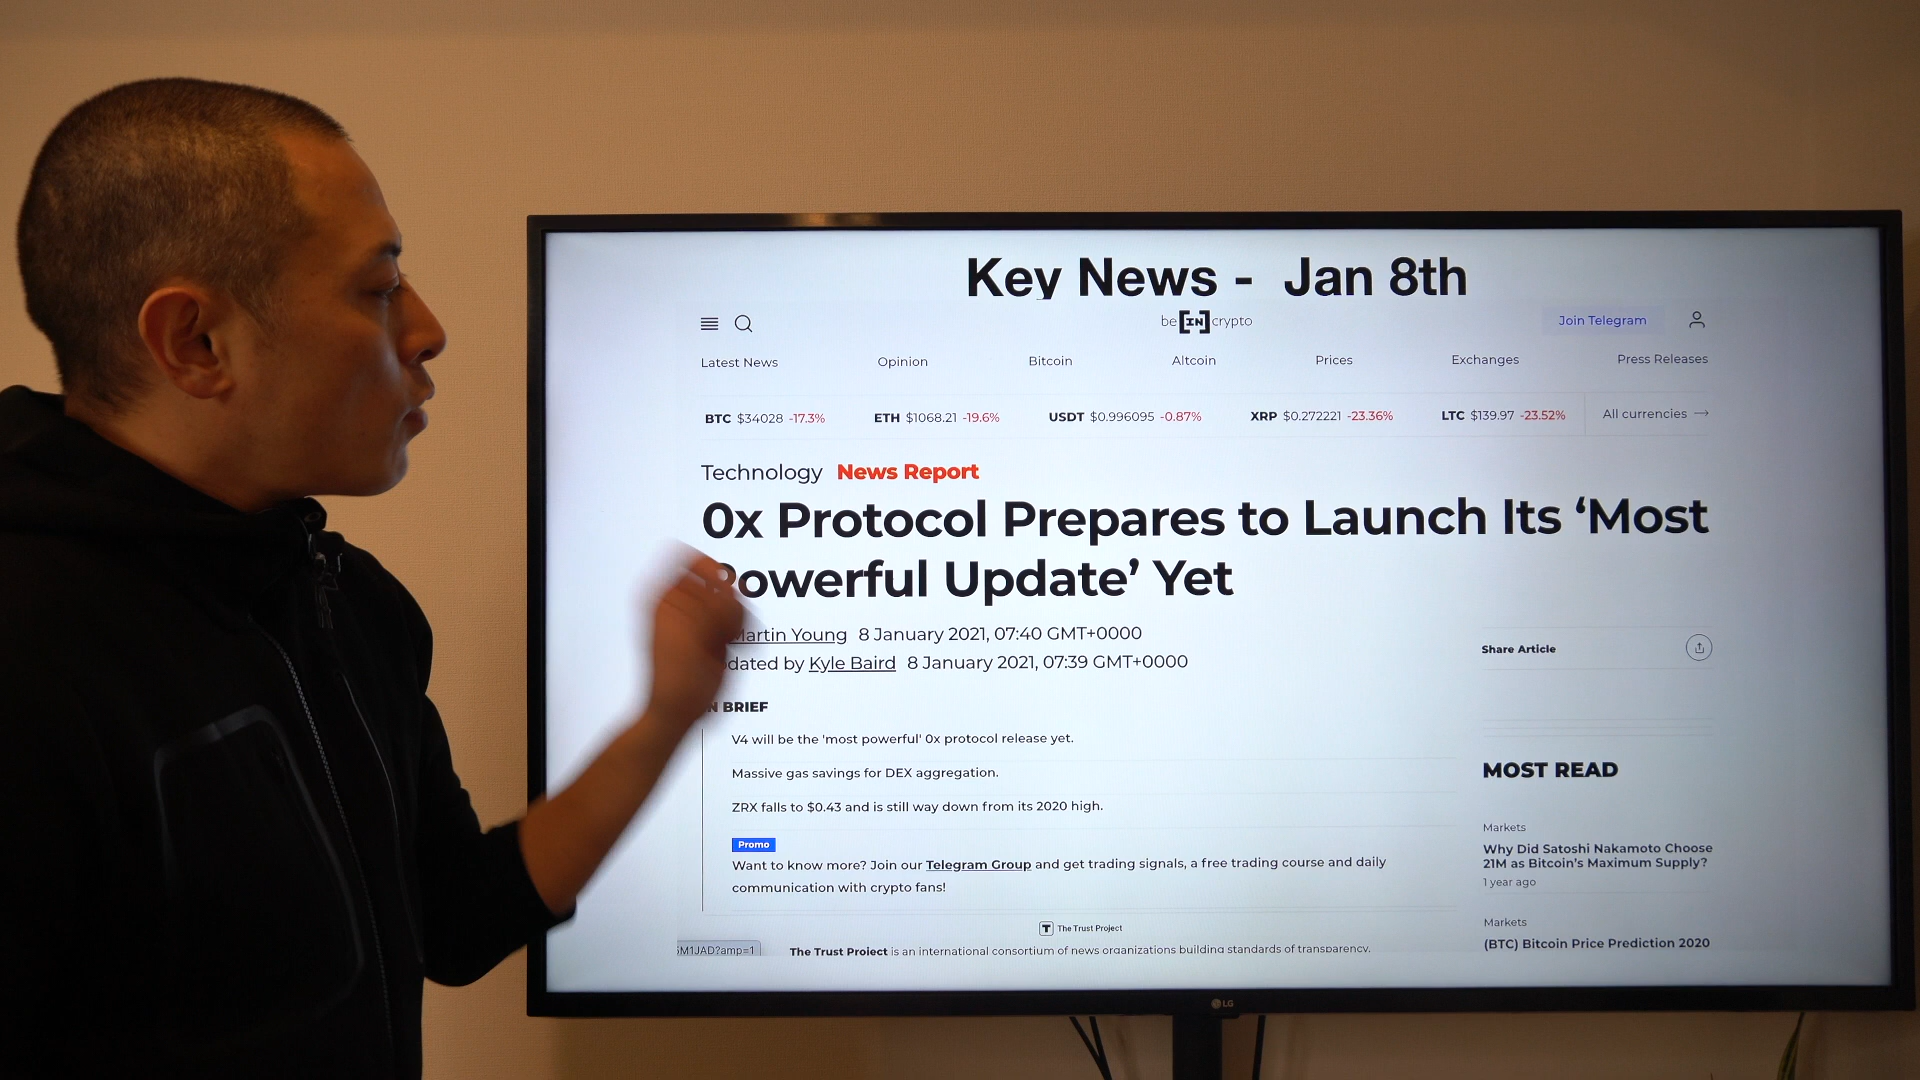 Key News - Jan 8th
be[IN]crypto
Join Telegram
Latest News Opinion Bitcoin Altcoin Prices Exchanges Press Releases
BTC $34028 -17.3% ETH $1068.21 -19.6% USDT $0.996095 -0.87% XRP $0.272221 -23.36% LTC $139.97 -23.52% All currencies →
Technology News Report
0x Protocol Prepares to Launch Its ‘Most
Powerful Update’ Yet
Martin Young 8 January 2021, 07:40 GMT+0000
dated by Kyle Baird 8 January 2021, 07:39 GMT+0000
Share Article
N BRIEF
V4 will be the 'most powerful' 0x protocol release yet.
Massive gas savings for DEX aggregation.
ZRX falls to $0.43 and is still way down from its 2020 high.
Promo
Want to know more? Join our Telegram Group and get trading signals, a free trading course and daily
communication with crypto fans!
T The Trust Project
The Trust Project is an international consortium of news organizations building standards of transparency.
M1JAD?amp=1
MOST READ
Markets
Why Did Satoshi Nakamoto Choose
21M as Bitcoin's Maximum Supply?
1 year ago
Markets
(BTC) Bitcoin Price Prediction 2020
LG